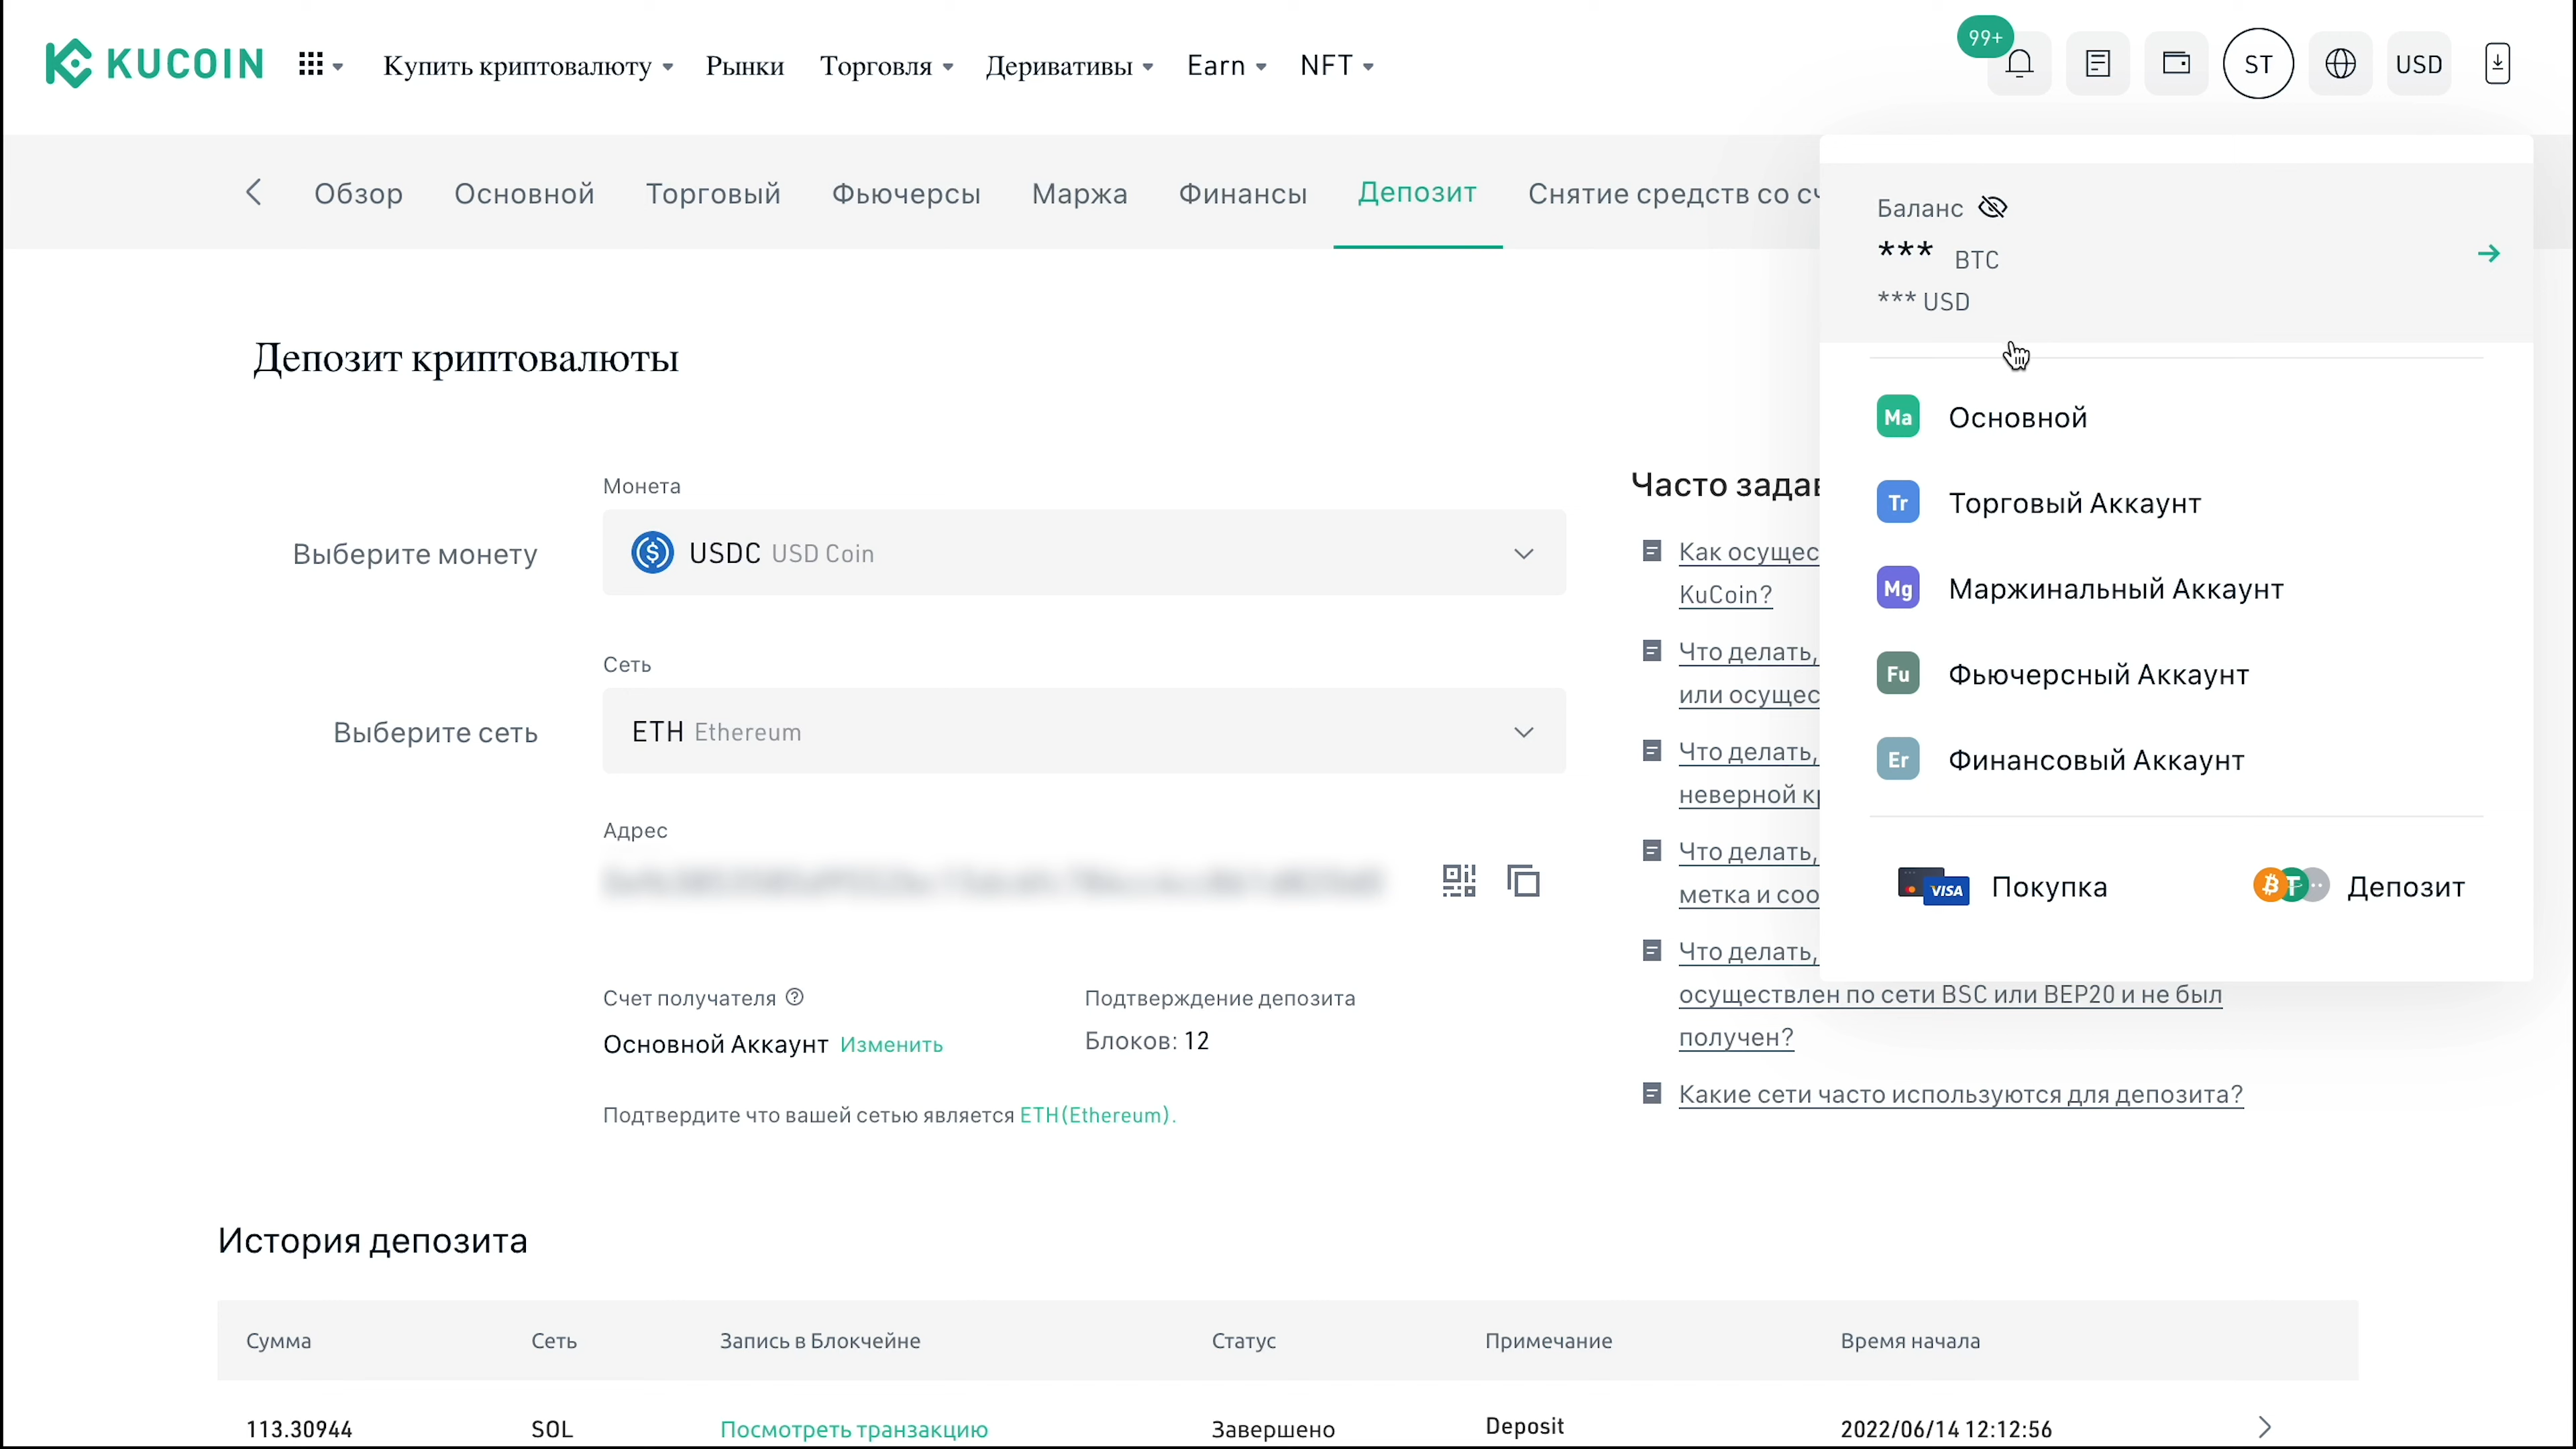 KUCOIN
Купить криптовалюту
Рынки
Торговля
Деривативы
Earn
NFT
99+
ST
USD
Обзор
Основной
Торговый
Фьючерсы
Маржа
Финансы
Депозит
Снятие средств со сч
Баланс
*** BTC
*** USD
Основной
Ma
Торговый Аккаунт
Tr
Маржинальный Аккаунт
Mg
Фьючерсный Аккаунт
Fu
Финансовый Аккаунт
Er
VISA Покупка
Депозит
Депозит криптовалюты
Монета
Выберите монету
USDC USD Coin
Сеть
Выберите сеть
ETH Ethereum
Адрес
Счет получателя
Основной Аккаунт Изменить
Подтверждение депозита
Блоков: 12
Подтвердите что вашей сетью является ETH(Ethereum).
Часто зада
Как осущес
KuCoin?
Что делать,
или осущес
Что делать,
неверной к
Что делать,
метка и соо
Что делать,
осуществлен по сети BSC или BEP20 и не был
получен?
Какие сети часто используются для депозита?
История депозита
Сумма Сеть Запись в Блокчейне Статус Примечание Время начала
113.30944 SOL Посмотреть транзакцию Завершено Deposit 2022/06/14 12:12:56